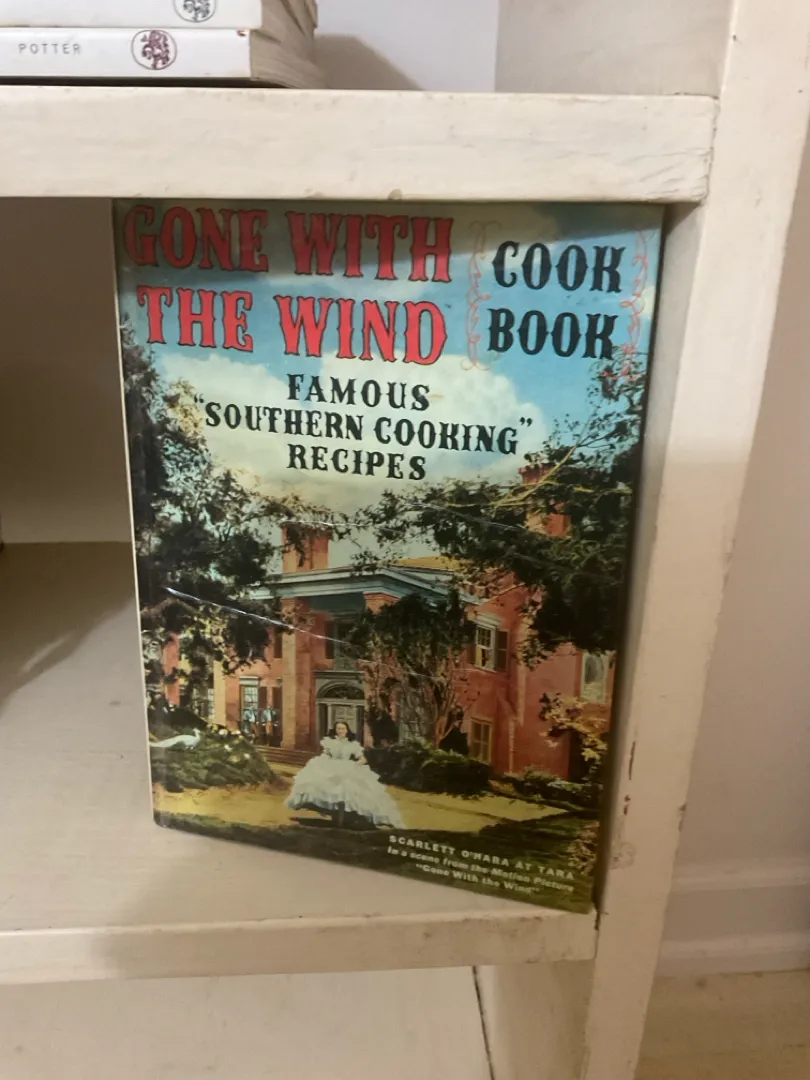 POTTER
GONE WITH
THE WIND
COOK
BOOK
FAMOUS
"SOUTHERN COOKING"
RECIPES
SCARLETT O'HARA AT TARA
In a scene from the Motion Picture
"Gone With the Wind"